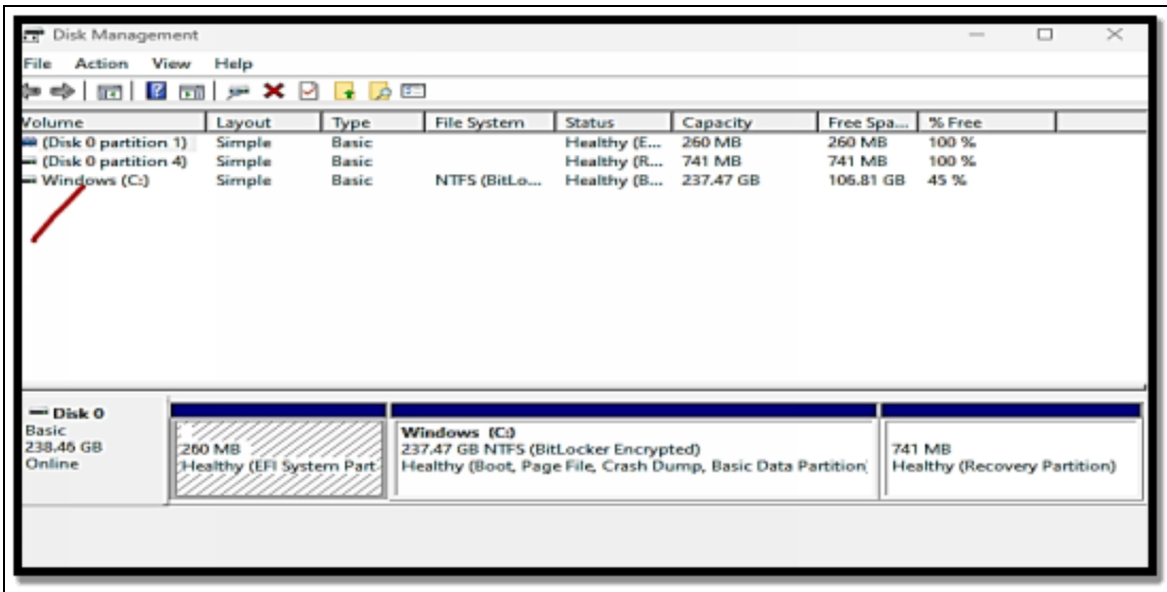 Disk Management
File Action View Help
Volume Layout Type File System Status Capacity Free Spa... % Free
(Disk 0 partition 1) Simple Basic Healthy (E... 260 MB 260 MB 100 %
(Disk 0 partition 4) Simple Basic Healthy (R... 741 MB 741 MB 100 %
Windows (C:) Simple Basic NTFS (BitLo... Healthy (B... 237.47 GB 106.81 GB 45 %
Disk 0
Basic
238.46 GB
Online
260 MB
Healthy (EFI System Part
Windows (C:)
237.47 GB NTFS (BitLocker Encrypted)
Healthy (Boot, Page File, Crash Dump, Basic Data Partition
741 MB
Healthy (Recovery Partition)